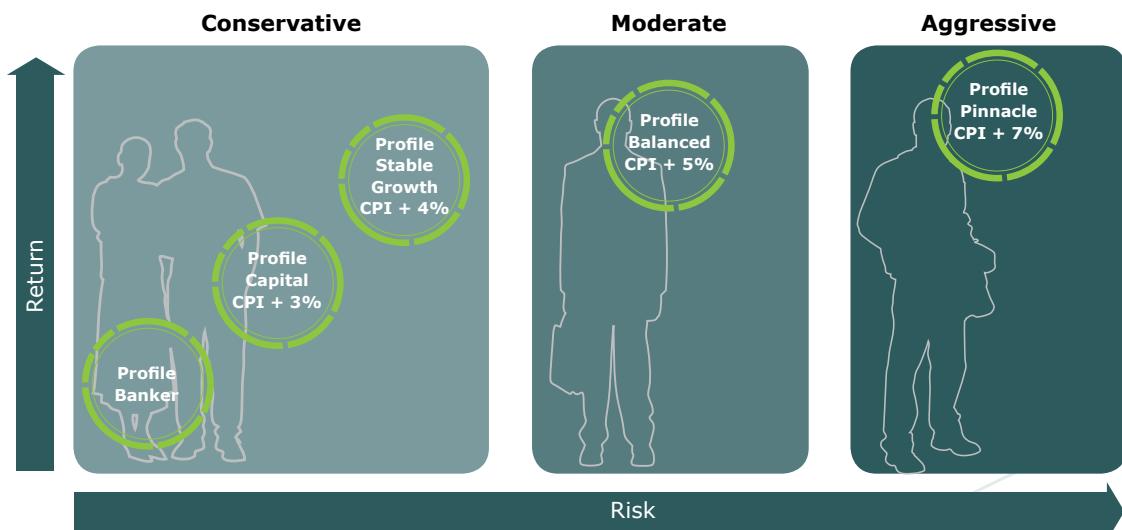 Conservative
Moderate
Aggressive
Return
Profile
Banker
Profile
Capital
CPI + 3%
Profile
Stable
Growth
CPI + 4%
Profile
Balanced
CPI + 5%
Profile
Pinnacle
CPI + 7%
Risk